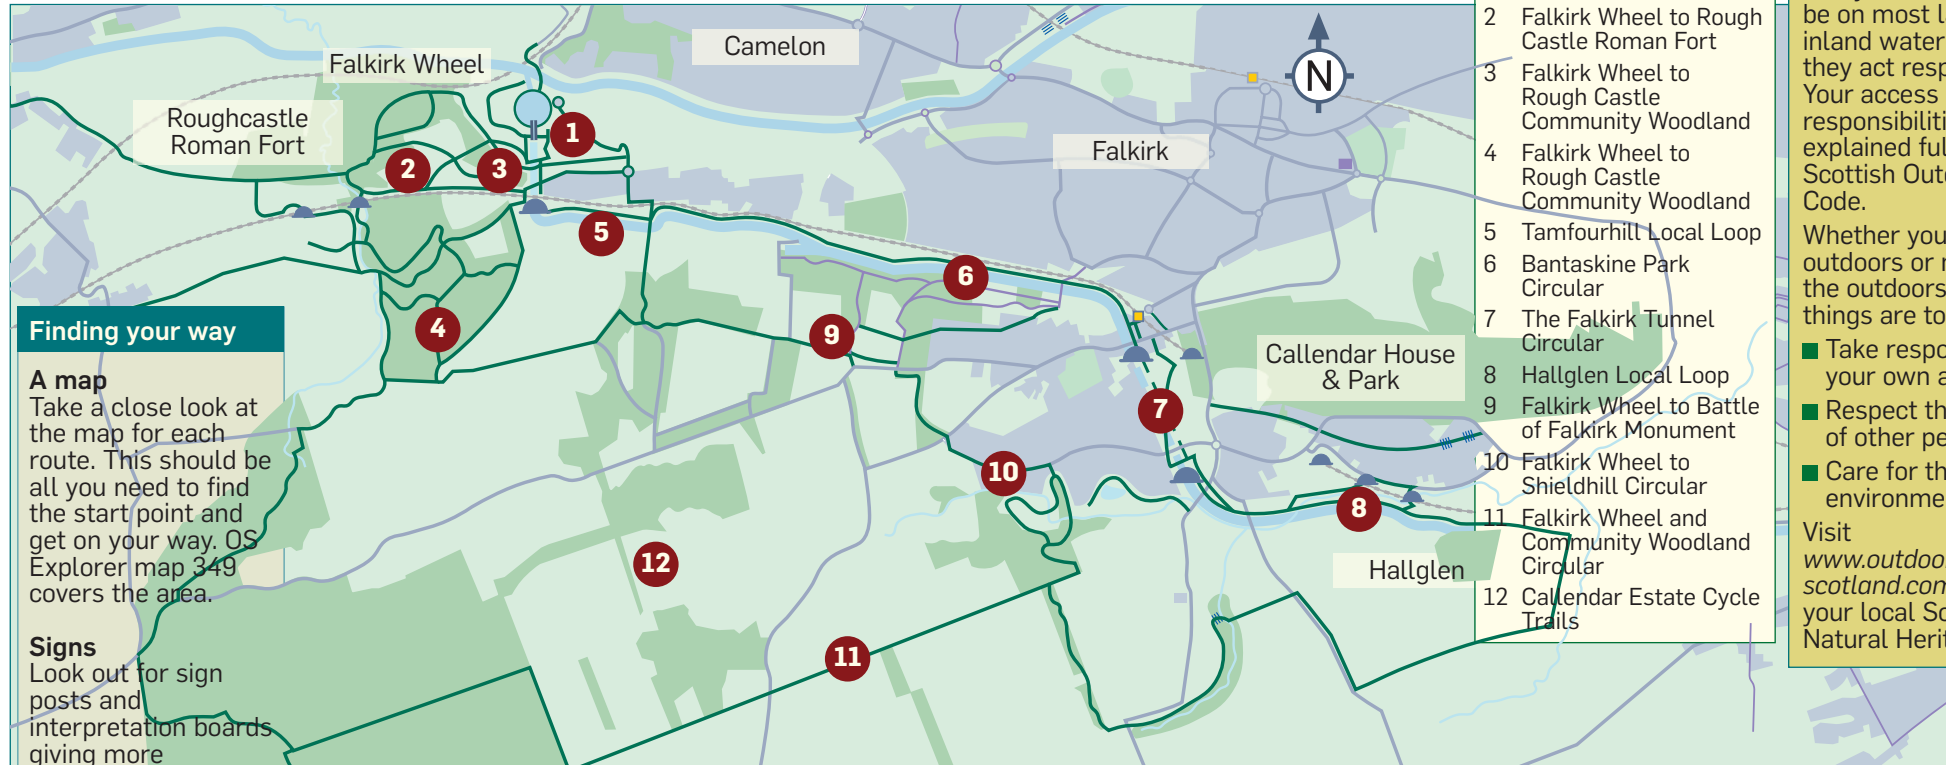 Camelon
Falkirk Wheel
Roughcastle
Roman Fort
Falkirk
N
Callendar House
& Park
Hallglen
1
2
3
4
5
6
7
8
9
10
11
12
Finding your way
A map
Take a close look at
the map for each
route. This should be
all you need to find
the start point and
get on your way. OS
Explorer map 349
covers the area.
Signs
Look out for sign
posts and
interpretation boards
giving more
2 Falkirk Wheel to Rough
Castle Roman Fort
3 Falkirk Wheel to
Rough Castle
Community Woodland
4 Falkirk Wheel to
Rough Castle
Community Woodland
5 Tamfourhill Local Loop
6 Bantaskine Park
Circular
7 The Falkirk Tunnel
Circular
8 Hallglen Local Loop
9 Falkirk Wheel to Battle
of Falkirk Monument
10 Falkirk Wheel to
Shieldhill Circular
11 Falkirk Wheel and
Community Woodland
Circular
12 Callendar Estate Cycle
Trails
be on most l
inland water
they act resp
Your access
responsibiliti
explained ful
Scottish Outd
Code.
Whether you
outdoors or r
the outdoors
things are to
Take respo
your own a
Respect th
of other pe
Care for th
environme
Visit
www.outdoor
scotland.com
your local Sc
Natural Herit